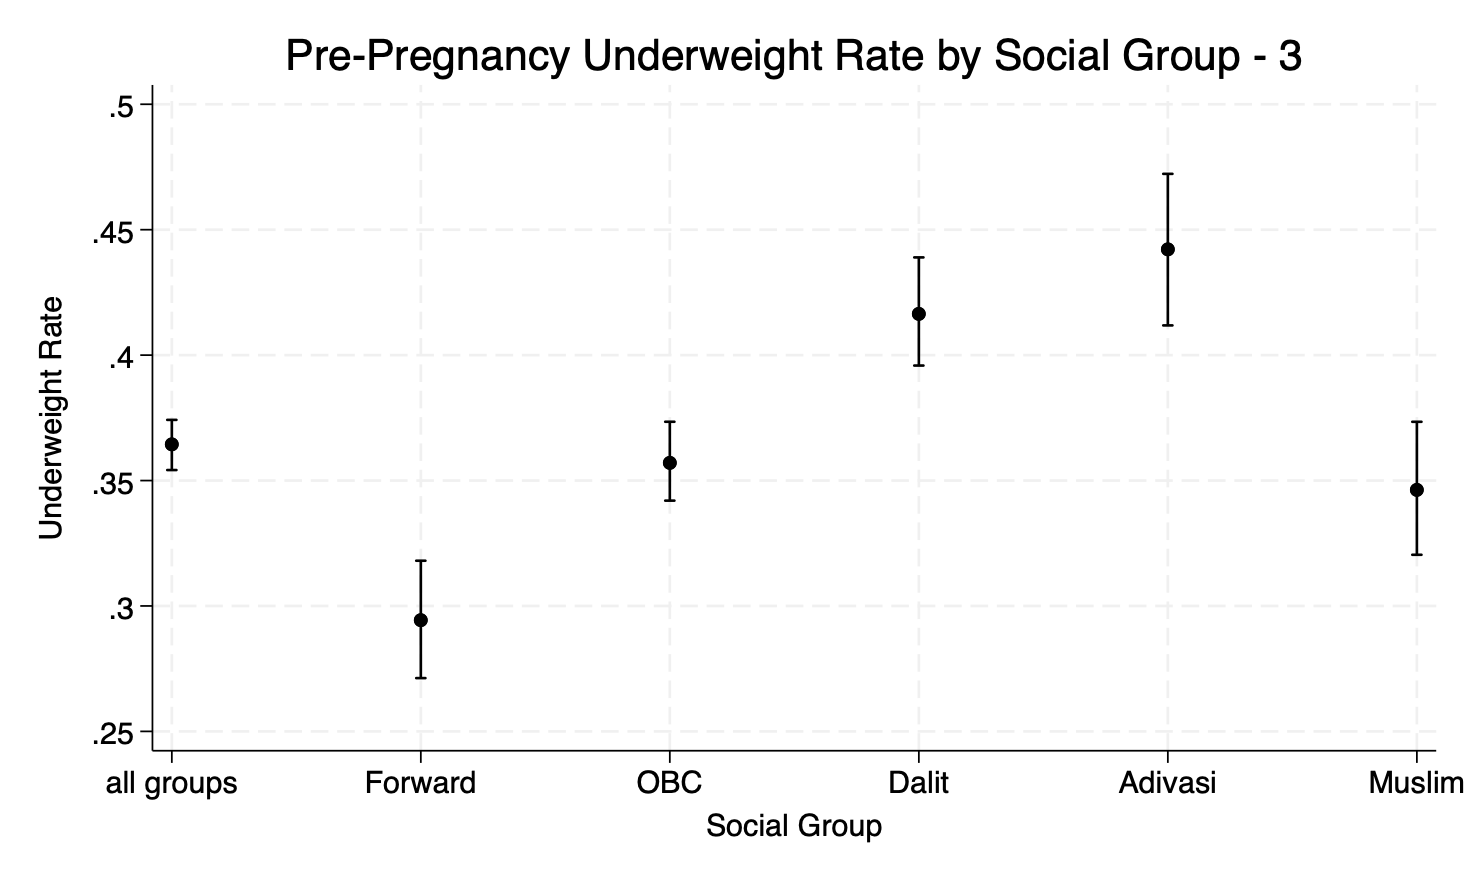 Pre-Pregnancy Underweight Rate by Social Group - 3
.5
.45
.4
.35
.3
.25
Underweight Rate
all groups Forward OBC Dalit Adivasi Muslim
Social Group